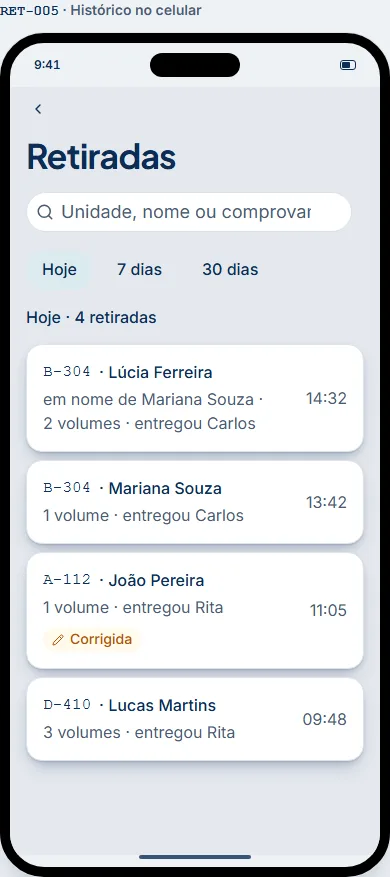 RET-005 · Histórico no celular
9:41
Retiradas
Unidade, nome ou comprovar
Hoje
7 dias
30 dias
Hoje · 4 retiradas
B-304 · Lúcia Ferreira
em nome de Mariana Souza ·
2 volumes · entregou Carlos
14:32
B-304 · Mariana Souza
1 volume · entregou Carlos
13:42
A-112 · João Pereira
1 volume · entregou Rita
11:05
Corrigida
D-410 · Lucas Martins
3 volumes · entregou Rita
09:48